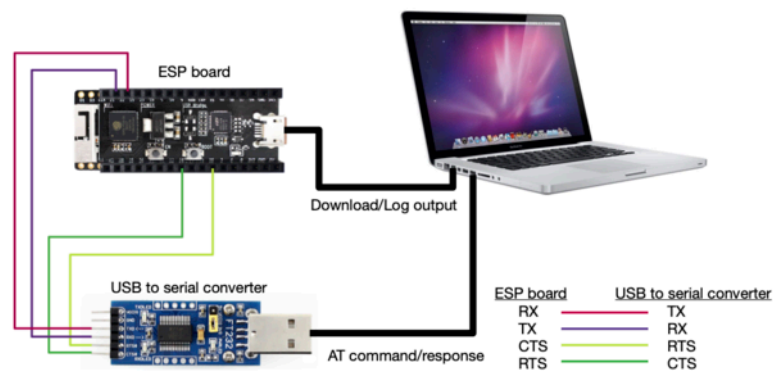 ESP board
Download/Log output
USB to serial converter
FT232
AT command/response
ESP board USB to serial converter
RX TX
TX RX
CTS RTS
RTS CTS